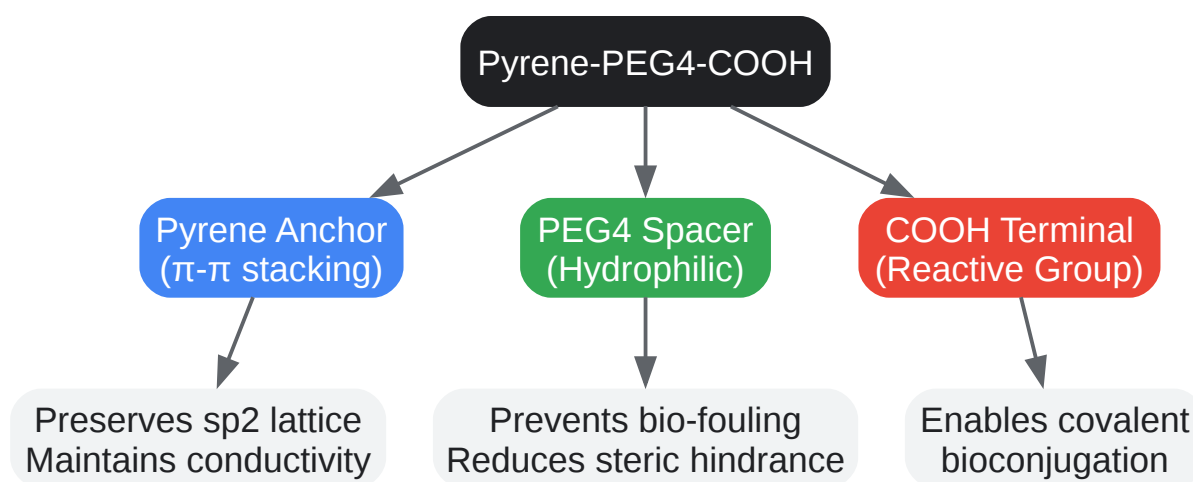 Pyrene-PEG4-COOH
Pyrene Anchor
(π-π stacking)
PEG4 Spacer
(Hydrophilic)
COOH Terminal
(Reactive Group)
Preserves sp2 lattice
Maintains conductivity
Prevents bio-fouling
Reduces steric hindrance
Enables covalent
bioconjugation